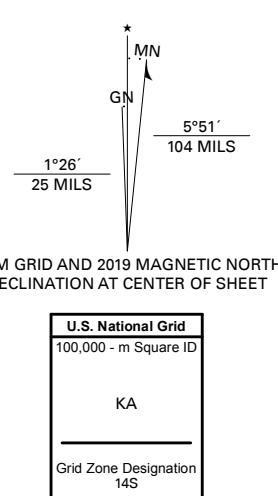 ★
MN
GN
5°51´
104 MILS
1°26´
25 MILS
M GRID AND 2019 MAGNETIC NORTH
ECLINATION AT CENTER OF SHEET
U.S. National Grid
100,000 - m Square ID
KA
Grid Zone Designation
14S